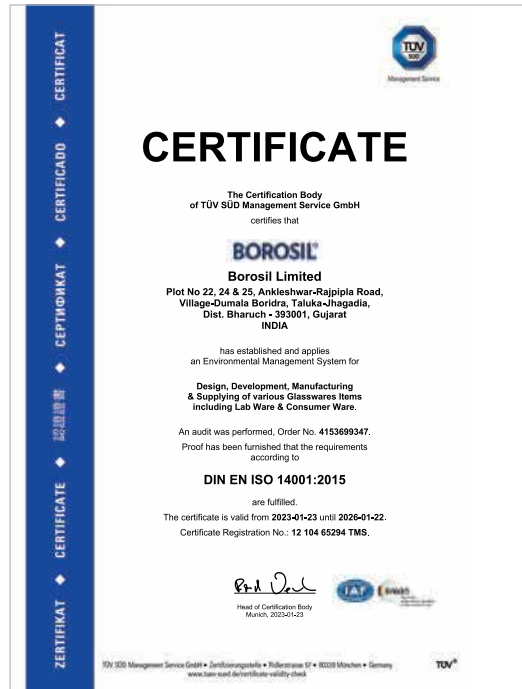 ZERTIFIKAT ◆ CERTIFICATE ◆ 認證證書 ◆ СЕРТИФИКАТ ◆ CERTIFICADO ◆ CERTIFICAT
TÜV
SÜD
Management Service
CERTIFICATE
The Certification Body
of TÜV SÜD Management Service GmbH
certifies that
BOROSIL®
Borosil Limited
Plot No 22, 24 & 25, Ankleshwar-Rajpipla Road,
Village-Dumala Boridra, Taluka-Jhagadia,
Dist. Bharuch - 393001, Gujarat
INDIA
has established and applies
an Environmental Management System for
Design, Development, Manufacturing
& Supplying of various Glasswares Items
including Lab Ware & Consumer Ware.
An audit was performed, Order No. 4153699347.
Proof has been furnished that the requirements
according to
DIN EN ISO 14001:2015
are fulfilled.
The certificate is valid from 2023-01-23 until 2026-01-22.
Certificate Registration No.: 12 104 65294 TMS.
Head of Certification Body
Munich, 2023-01-23
IAF
TÜV SÜD Management Service GmbH • Zertifizierungsstelle • Ridlerstrasse 57 • 80339 München • Germany
www.tuev-sued.de/certificate-validity-check
TÜV®